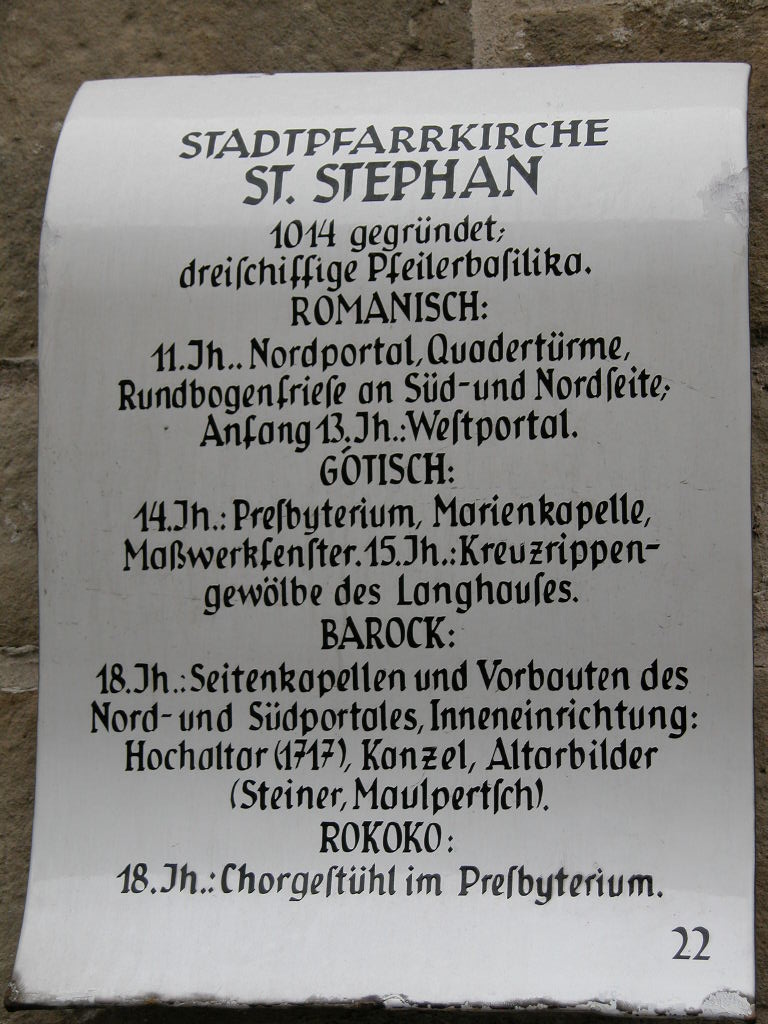 STADTPFARRKIRCHE
ST. STEPHAN
1014 gegründet;
dreiſchiffige Pfeilerbaſilika.
ROMANISCH:
11.Jh.. Nordportal, Quadertürme,
Rundbogenfrieſe an Süd-und Nordſeite;
Anfang 13.Jh.: Weſtportal.
GOTISCH:
14.Jh.: Preſbyterium, Marienkapelle,
Maßwerkfenſter. 15.Jh.: Kreuzrippen-
gewölbe des Langhauſes.
BAROCK:
18.Jh.: Seitenkapellen und Vorbauten des
Nord-und Südportales, Inneneinrichtung:
Hochaltar (1717), Kanzel, Altarbilder
(Steiner, Maulpertſch).
ROKOKO:
18.Jh.: Chorgeſtühl im Preſbyterium.
22